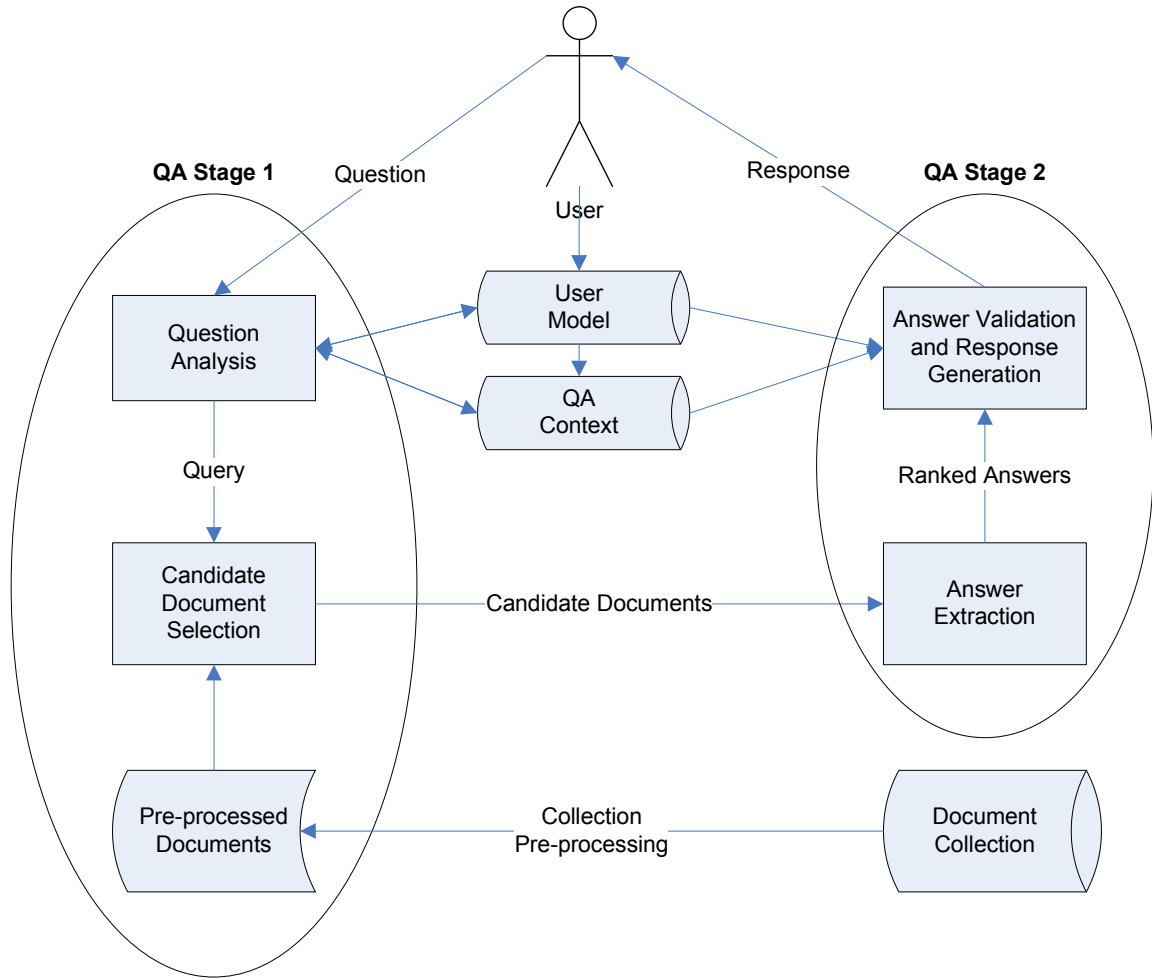 QA Stage 1
Question
User
Response
QA Stage 2
Question
Analysis
User
Model
QA
Context
Answer Validation
and Response
Generation
Query
Ranked Answers
Candidate
Document
Selection
Candidate Documents
Answer
Extraction
Pre-processed
Documents
Collection
Pre-processing
Document
Collection